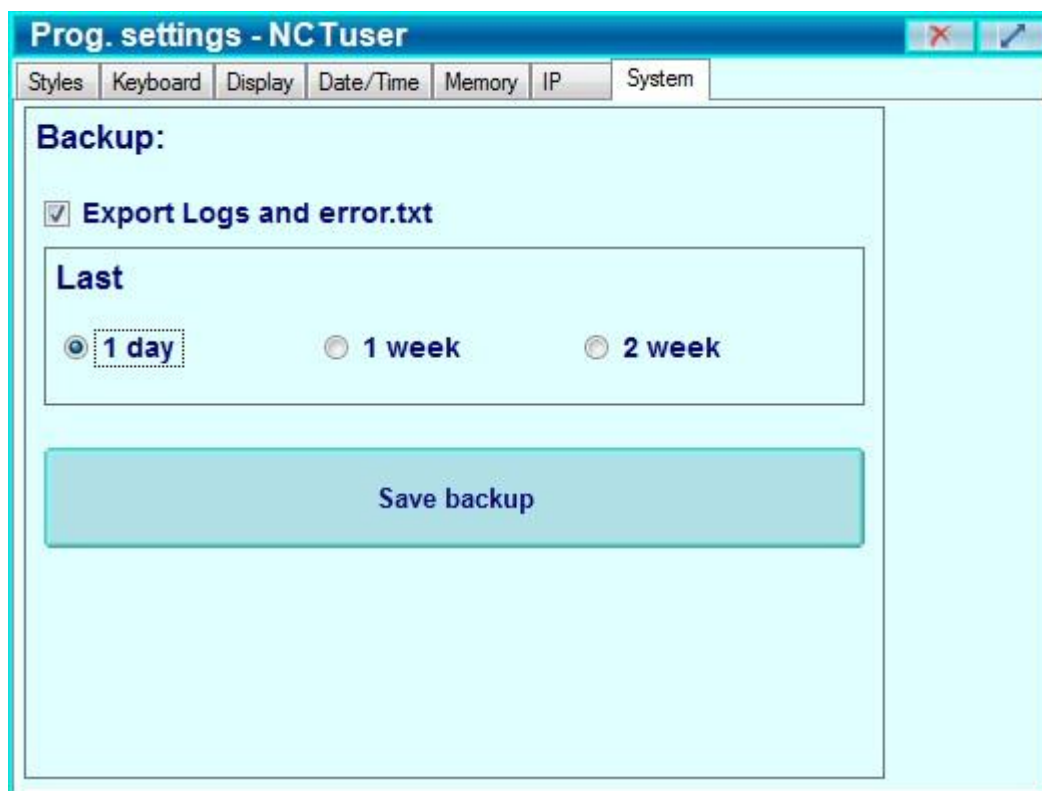 Prog. settings - NCTuser
Styles Keyboard Display Date/Time Memory IP System
Backup:
Export Logs and error.txt
Last
1 day 1 week 2 week
Save backup